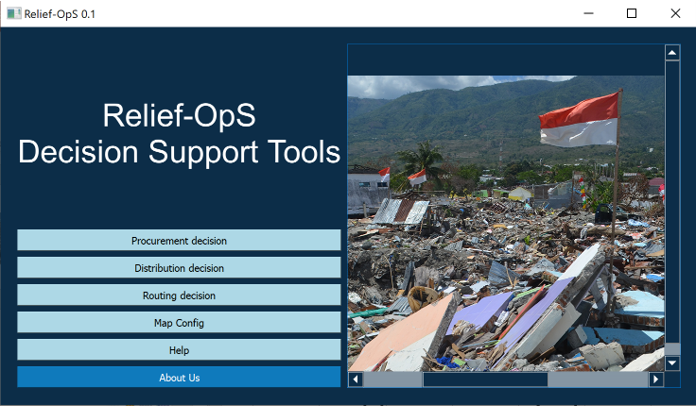 Relief-OpS 0.1
Relief-OpS
Decision Support Tools
Procurement decision
Distribution decision
Routing decision
Map Config
Help
About Us